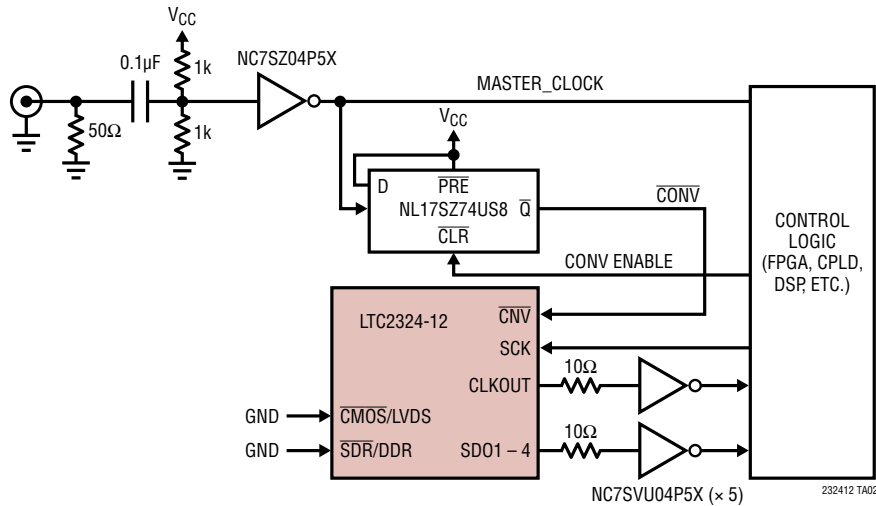 VCC
0.1µF
1k
NC7SZ04P5X
MASTER_CLOCK
50Ω
1k
VCC
D
PRE
NL17SZ74US8
Q
CLR
CONV
CONV ENABLE
CONTROL
LOGIC
(FPGA, CPLD,
DSP, ETC.)
LTC2324-12
CNV
SCK
CLKOUT
10Ω
GND
CMOS/LVDS
GND
SDR/DDR
SDO1 – 4
10Ω
NC7SVU04P5X (× 5)
232412 TA02